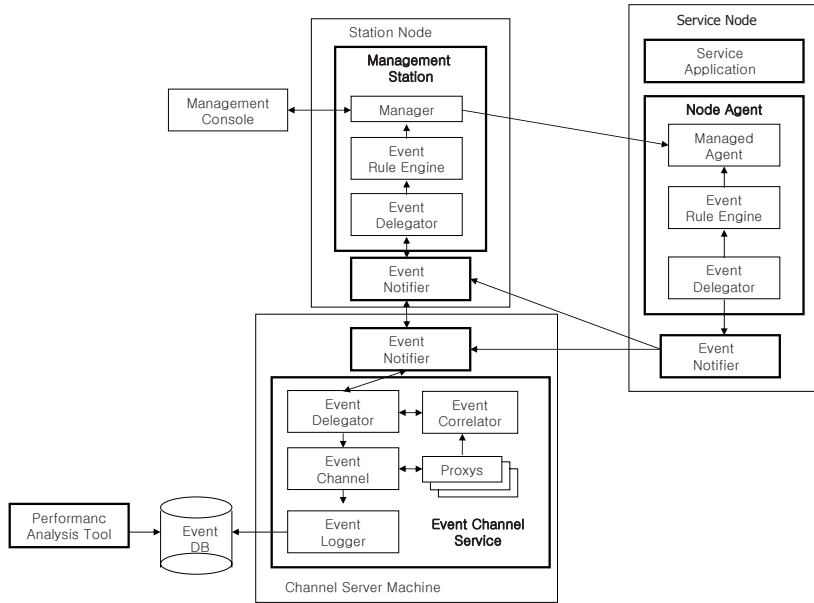 Station Node
Management
Station
Manager
Event
Rule Engine
Event
Delegator
Event
Notifier
Management
Console
Service Node
Service
Application
Node Agent
Managed
Agent
Event
Rule Engine
Event
Delegator
Event
Notifier
Event
Notifier
Event
Delegator
Event
Correlator
Event
Channel
Proxys
Event
Logger
Event Channel
Service
Channel Server Machine
Performanc
Analysis Tool
Event
DB